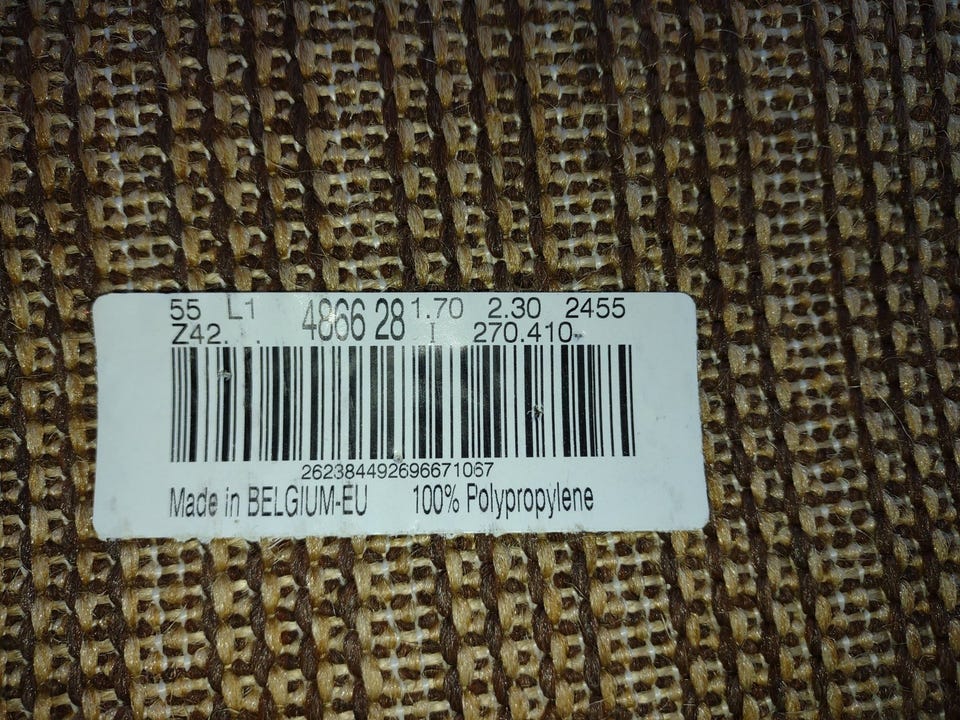 55 L1 4866 28 1.70 2.30 2455
Z42. . I 270.410-
262384492696671067
Made in BELGIUM-EU 100% Polypropylene